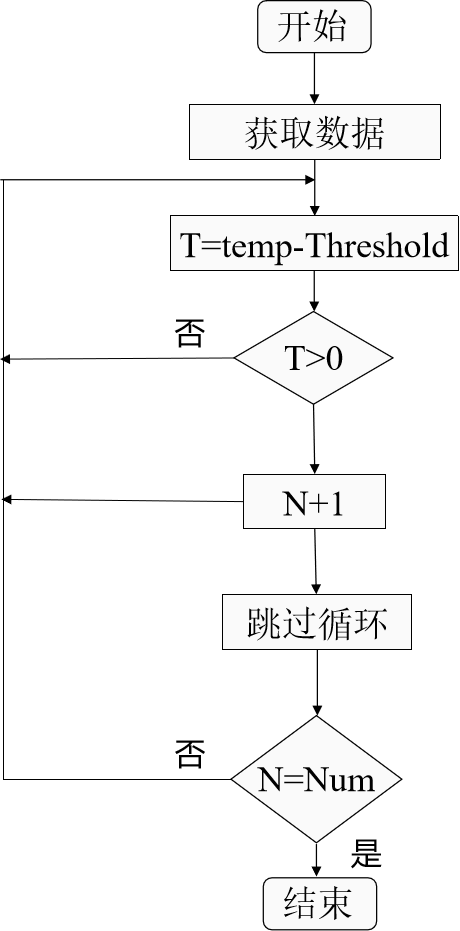 开始
获取数据
T=temp-Threshold
否
T>0
N+1
跳过循环
否
N=Num
是
结束